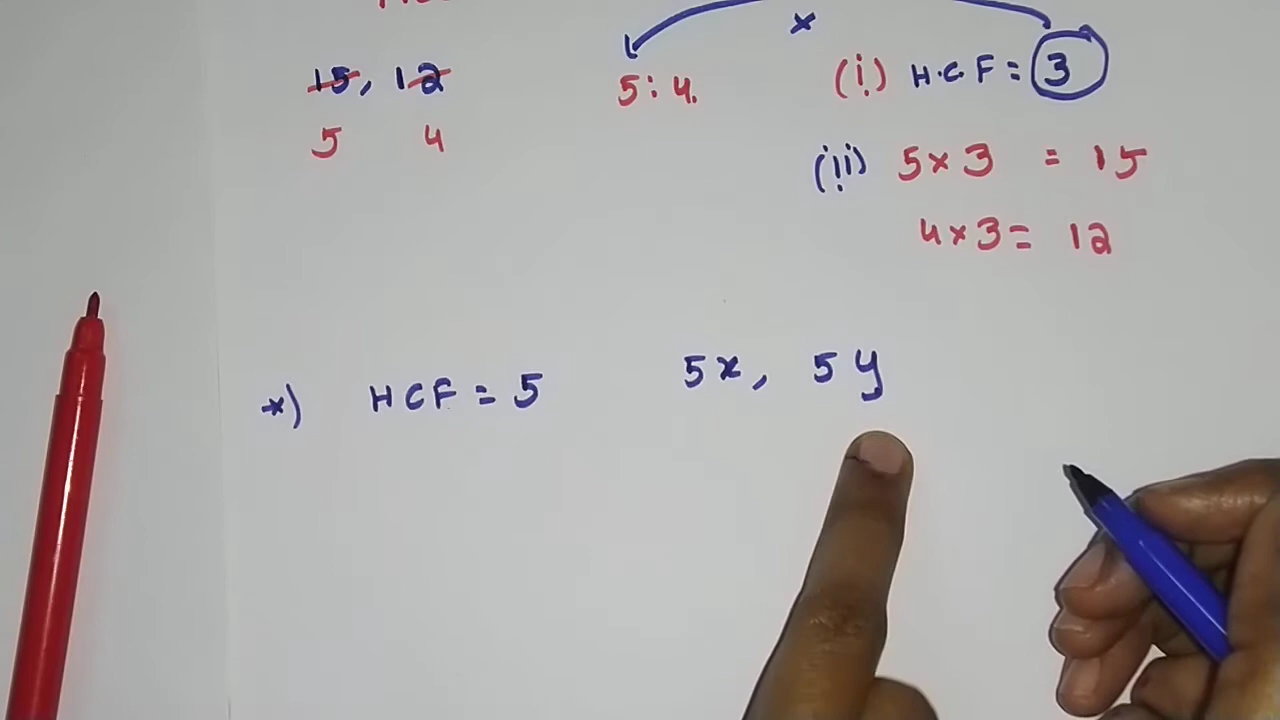 15, 12 5:4. (i) H.C.F = 3
5 4 (ii) 5 × 3 = 15
4 × 3 = 12
*) HCF = 5 5x, 5y